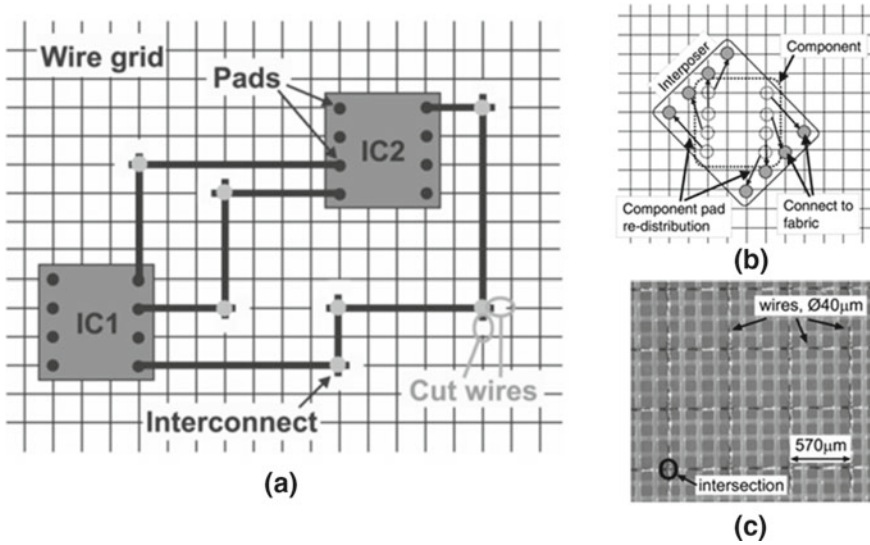 Wire grid
Pads
IC2
IC1
Cut wires
Interconnect
(a)
Interposer
Component
Component pad
re-distribution
Connect to
fabric
(b)
wires, Ø40μm
570μm
intersection
(c)